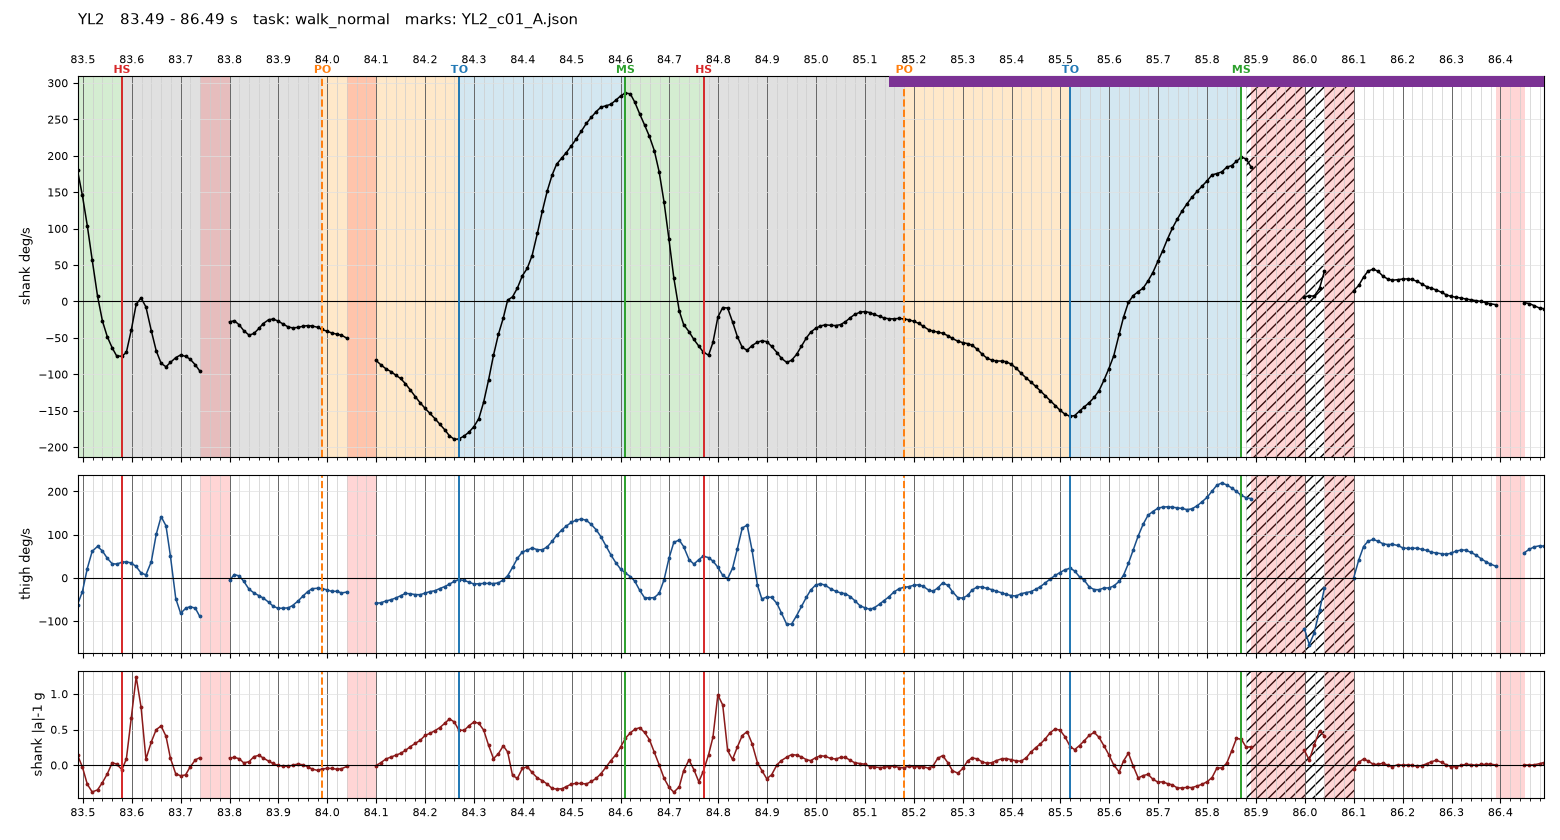 YL2 83.49 - 86.49 s task: walk_normal marks: YL2_c01_A.json
83.5 83.6 83.7 83.8 83.9 84.0 84.1 84.2 84.3 84.4 84.5 84.6 84.7 84.8 84.9 85.0 85.1 85.2 85.3 85.4 85.5 85.6 85.7 85.8 85.9 86.0 86.1 86.2 86.3 86.4
HS PO TO MS HS PO TO MS
300
250
200
150
100
50
0
−50
−100
−150
−200
shank deg/s
200
100
0
−100
thigh deg/s
1.0
0.5
0.0
shank |a|-1 g
83.5 83.6 83.7 83.8 83.9 84.0 84.1 84.2 84.3 84.4 84.5 84.6 84.7 84.8 84.9 85.0 85.1 85.2 85.3 85.4 85.5 85.6 85.7 85.8 85.9 86.0 86.1 86.2 86.3 86.4